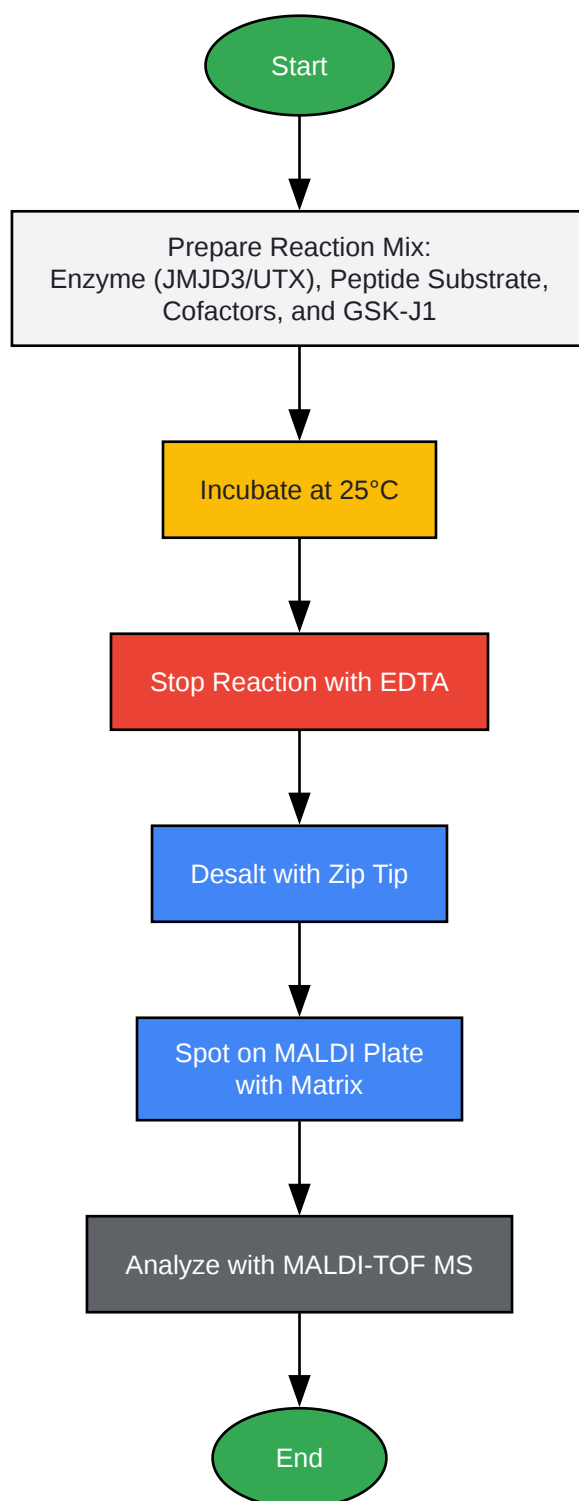 Start
Prepare Reaction Mix:
Enzyme (JMJD3/UTX), Peptide Substrate,
Cofactors, and GSK-J1
Incubate at 25°C
Stop Reaction with EDTA
Desalt with Zip Tip
Spot on MALDI Plate
with Matrix
Analyze with MALDI-TOF MS
End